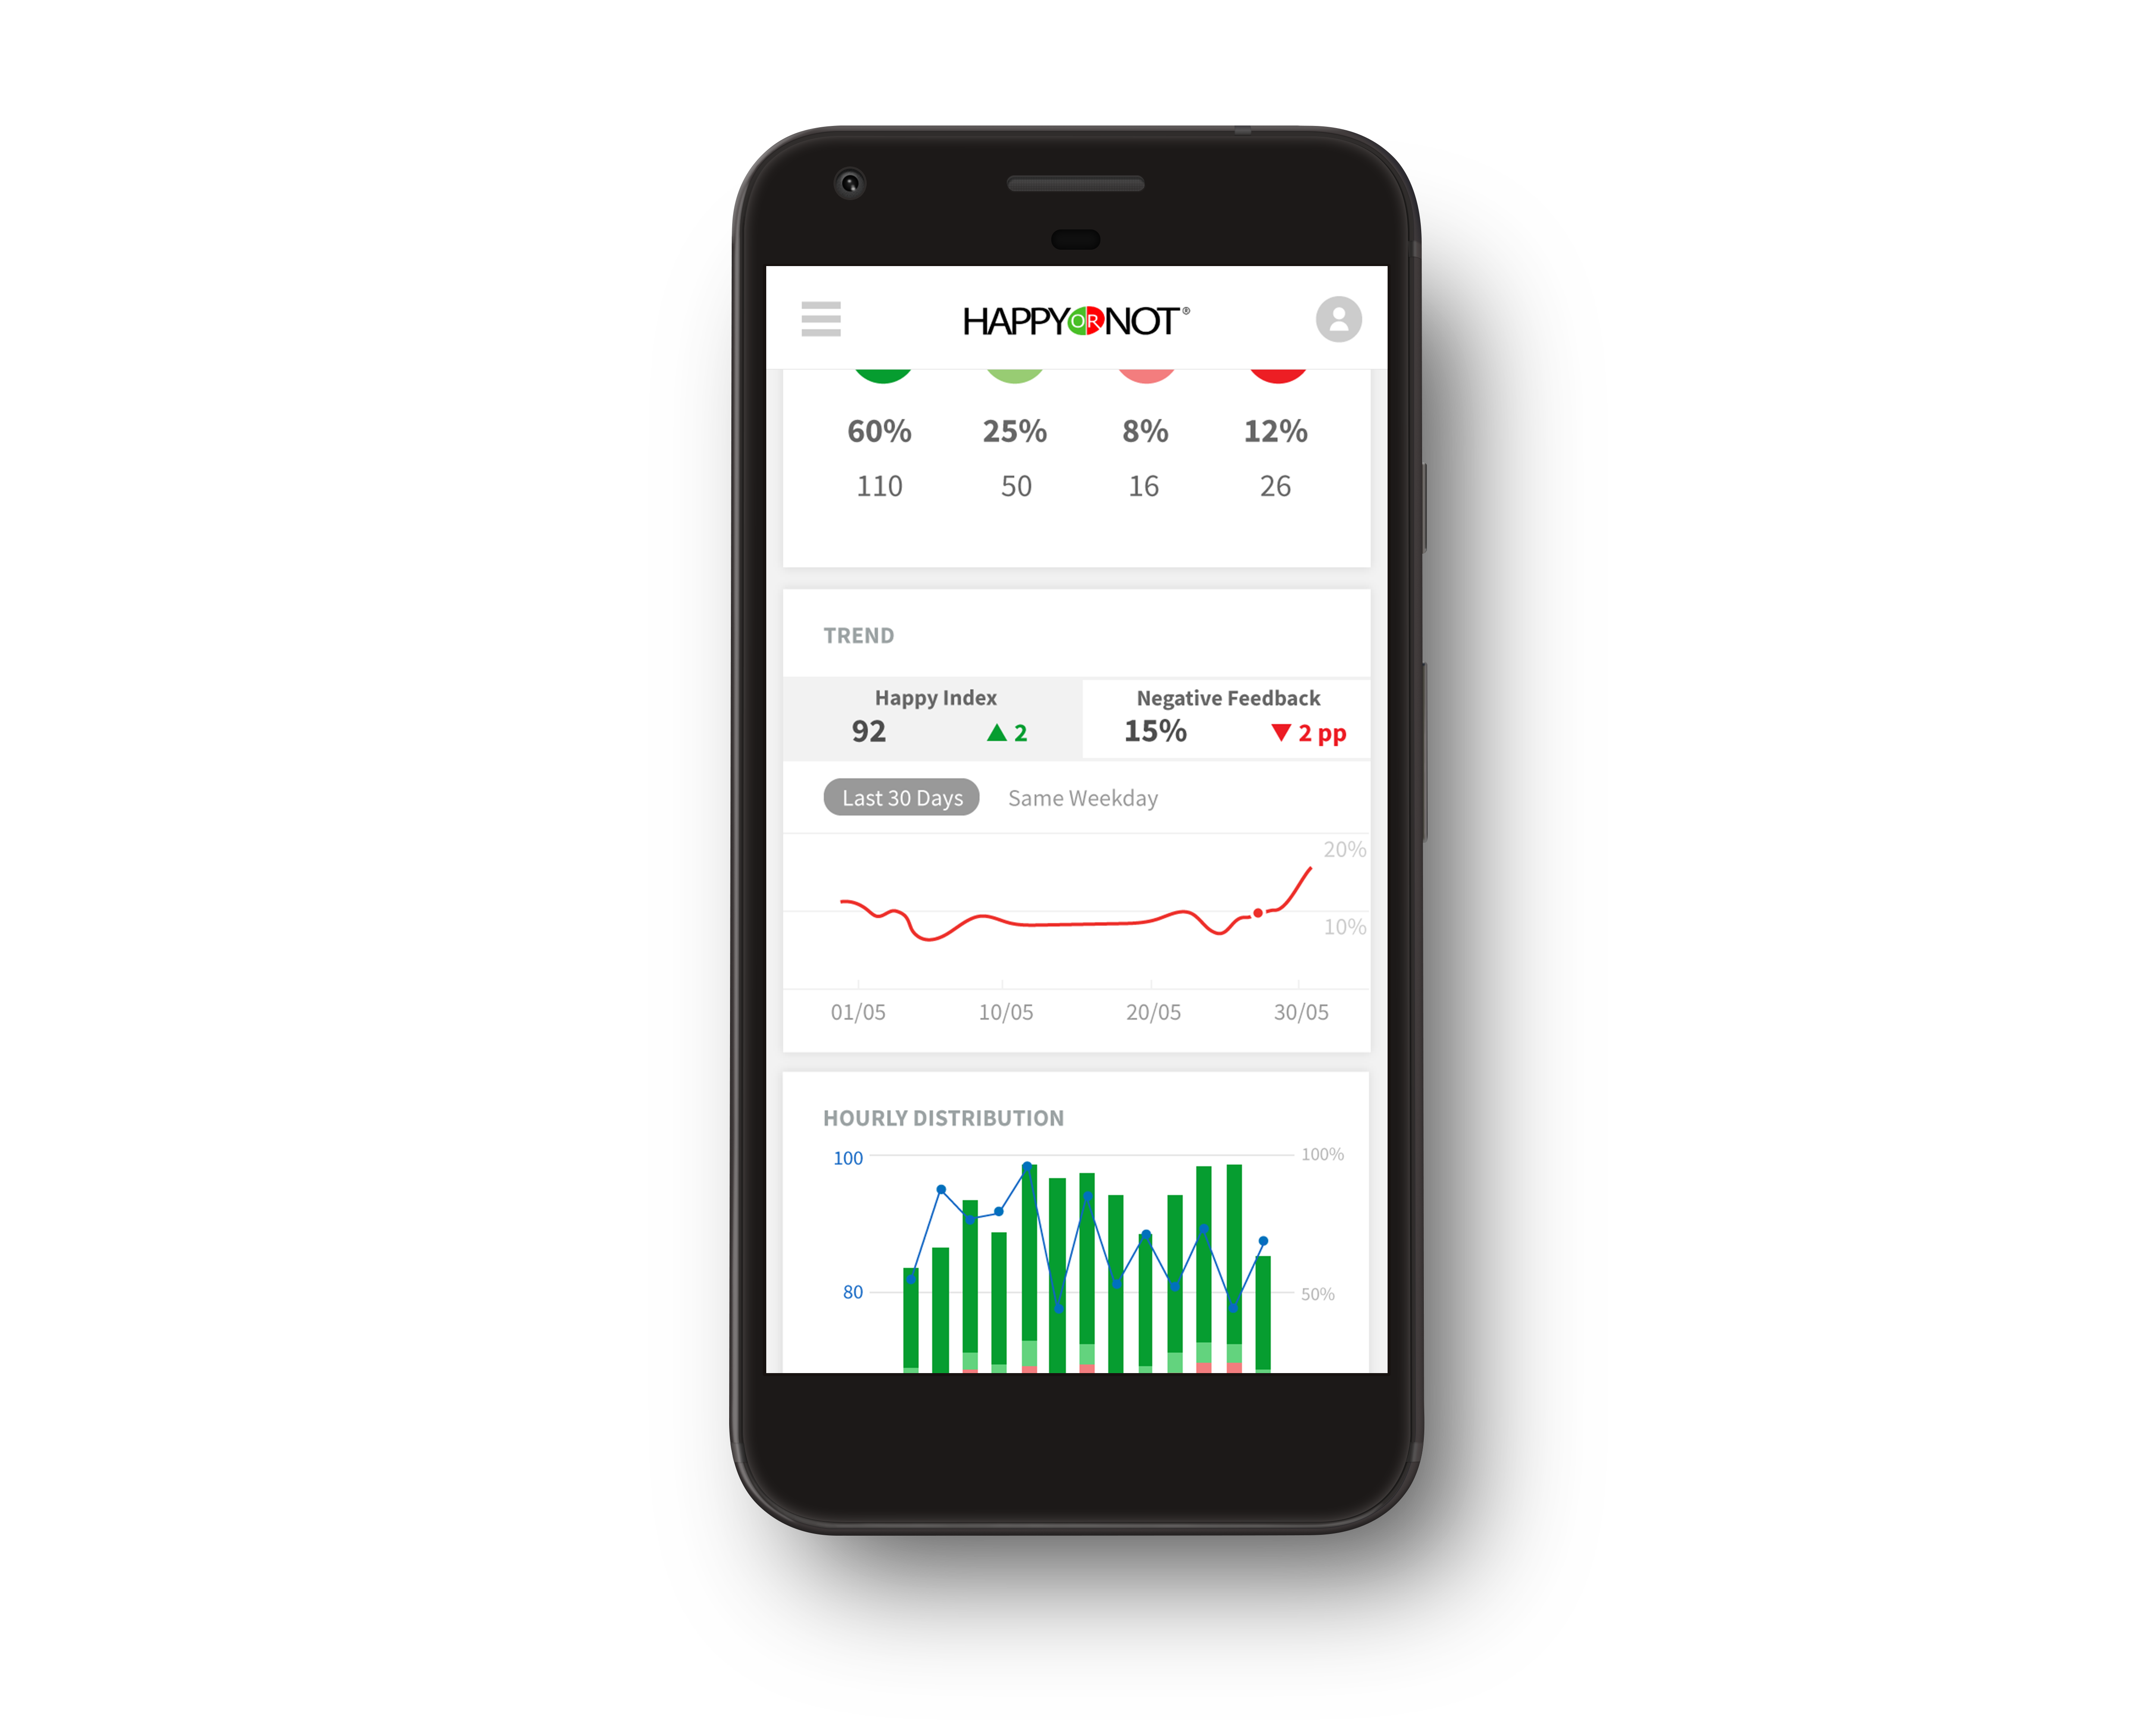 HAPPY OR NOT®
60% 25% 8% 12%
110 50 16 26
TREND
Happy Index Negative Feedback
92 ▲ 2 15% ▼ 2 pp
Last 30 Days Same Weekday
20%
10%
01/05 10/05 20/05 30/05
HOURLY DISTRIBUTION
100 100%
80 50%